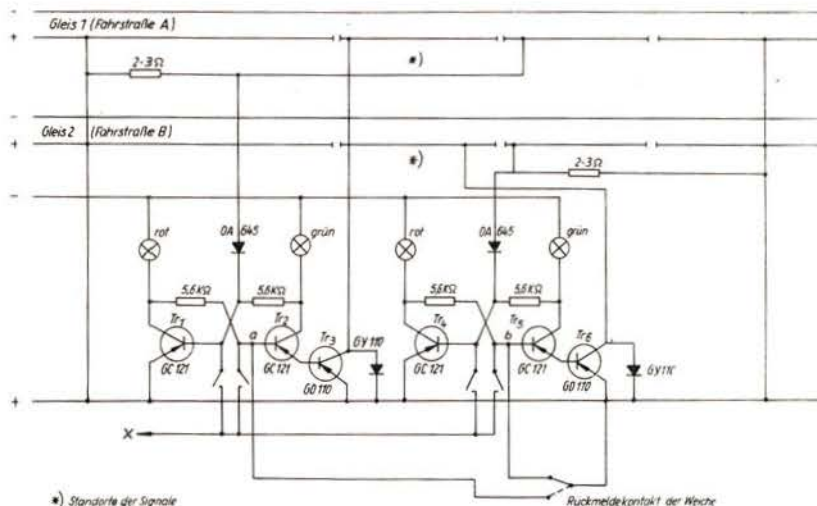 Gleis 1 (Fahrstraße A)
2-3Ω
*)
Gleis 2 (Fahrstraße B)
*)
2-3Ω
rot
OA 645
grün
rot
OA 645
grün
5,6KΩ
5,6KΩ
5,6KΩ
5,6KΩ
Tr1
a
Tr2
Tr3
GY 110
Tr4
Tr5
b
Tr6
GC 121
GC 121
GD 110
GC 121
GC 121
GD 110
GY 110
X
*) Standorte der Signale
Rückmeldekontakt der Weiche